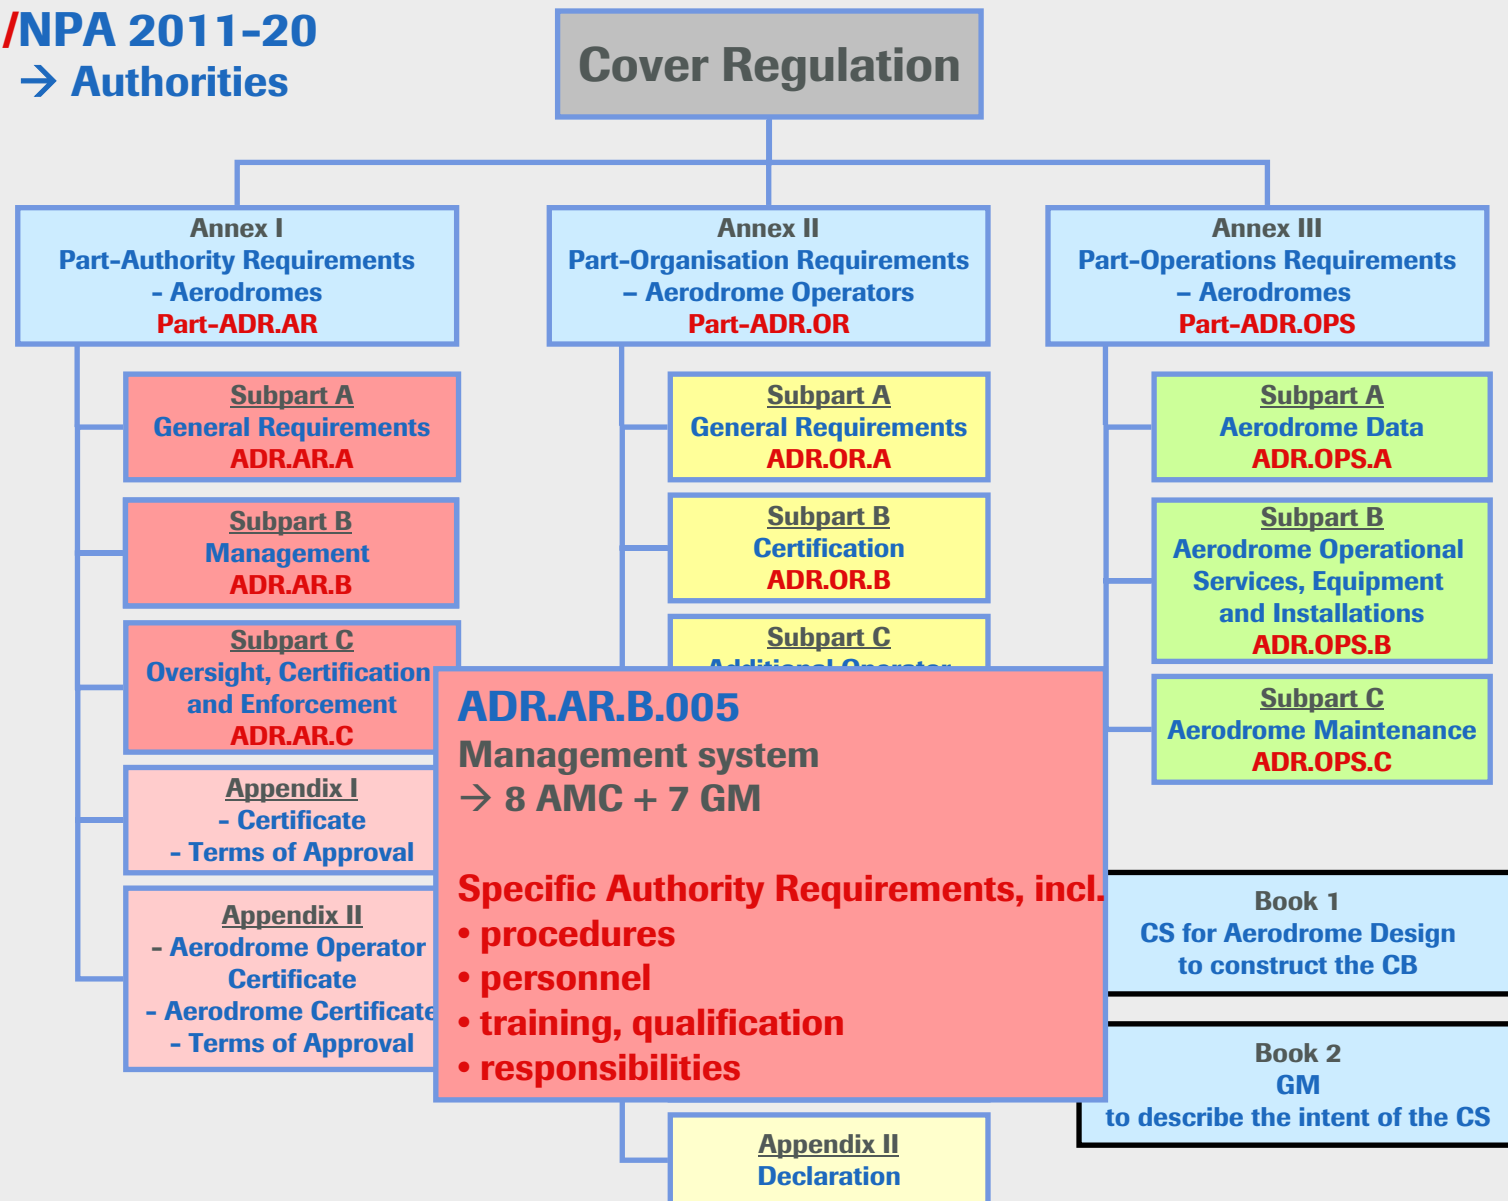 /NPA 2011-20
→ Authorities
Cover Regulation
Annex I
Part-Authority Requirements
- Aerodromes
Part-ADR.AR
Annex II
Part-Organisation Requirements
– Aerodrome Operators
Part-ADR.OR
Annex III
Part-Operations Requirements
– Aerodromes
Part-ADR.OPS
Subpart A
General Requirements
ADR.AR.A
Subpart B
Management
ADR.AR.B
Subpart C
Oversight, Certification
and Enforcement
ADR.AR.C
Appendix I
- Certificate
- Terms of Approval
Appendix II
- Aerodrome Operator
Certificate
- Aerodrome Certificate
- Terms of Approval
Subpart A
General Requirements
ADR.OR.A
Subpart B
Certification
ADR.OR.B
Subpart C
Additional Operator
ADR.AR.B.005
Management system
→ 8 AMC + 7 GM
Specific Authority Requirements, incl.
• procedures
• personnel
• training, qualification
• responsibilities
Appendix II
Declaration
Subpart A
Aerodrome Data
ADR.OPS.A
Subpart B
Aerodrome Operational
Services, Equipment
and Installations
ADR.OPS.B
Subpart C
Aerodrome Maintenance
ADR.OPS.C
Book 1
CS for Aerodrome Design
to construct the CB
Book 2
GM
to describe the intent of the CS